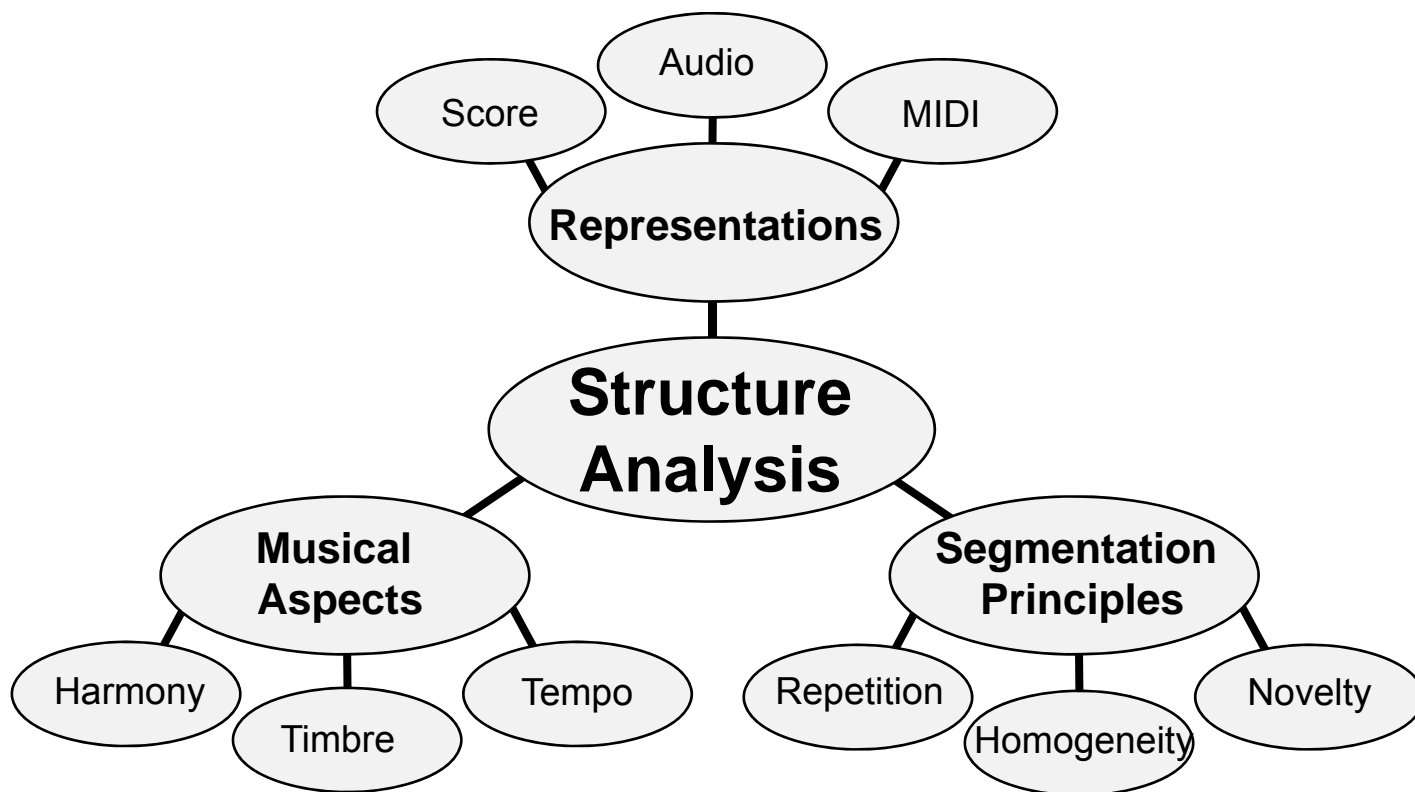 Audio
Score
MIDI
Representations
Structure
Analysis
Musical
Aspects
Harmony
Timbre
Tempo
Segmentation
Principles
Repetition
Homogeneity
Novelty